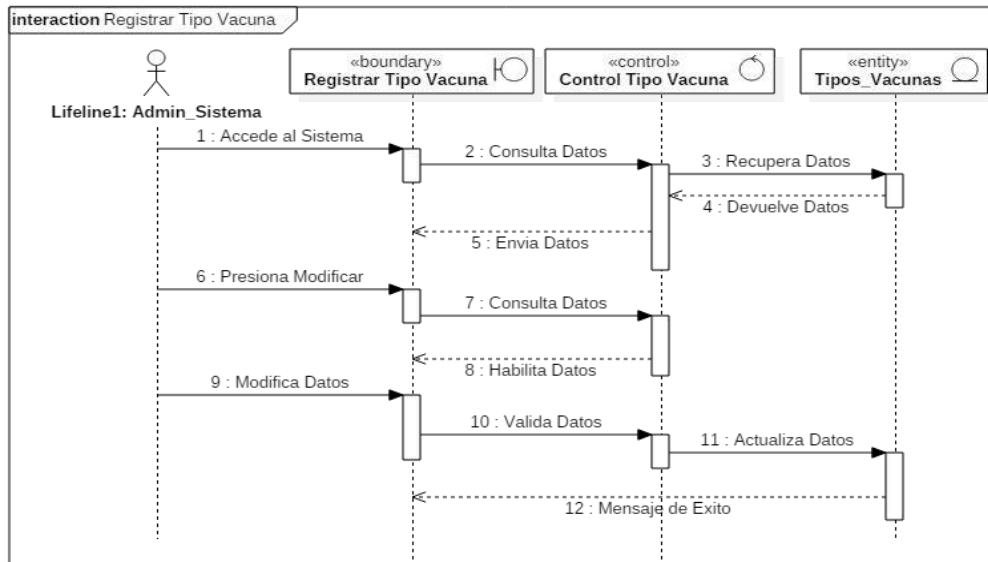 interaction Registrar Tipo Vacuna
«boundary»
Registrar Tipo Vacuna
«control»
Control Tipo Vacuna
«entity»
Tipos_Vacunas
Lifeline1: Admin_Sistema
1 : Accede al Sistema
2 : Consulta Datos
3 : Recupera Datos
4 : Devuelve Datos
5 : Envia Datos
6 : Presiona Modificar
7 : Consulta Datos
8 : Habilita Datos
9 : Modifica Datos
10 : Valida Datos
11 : Actualiza Datos
12 : Mensaje de Exito